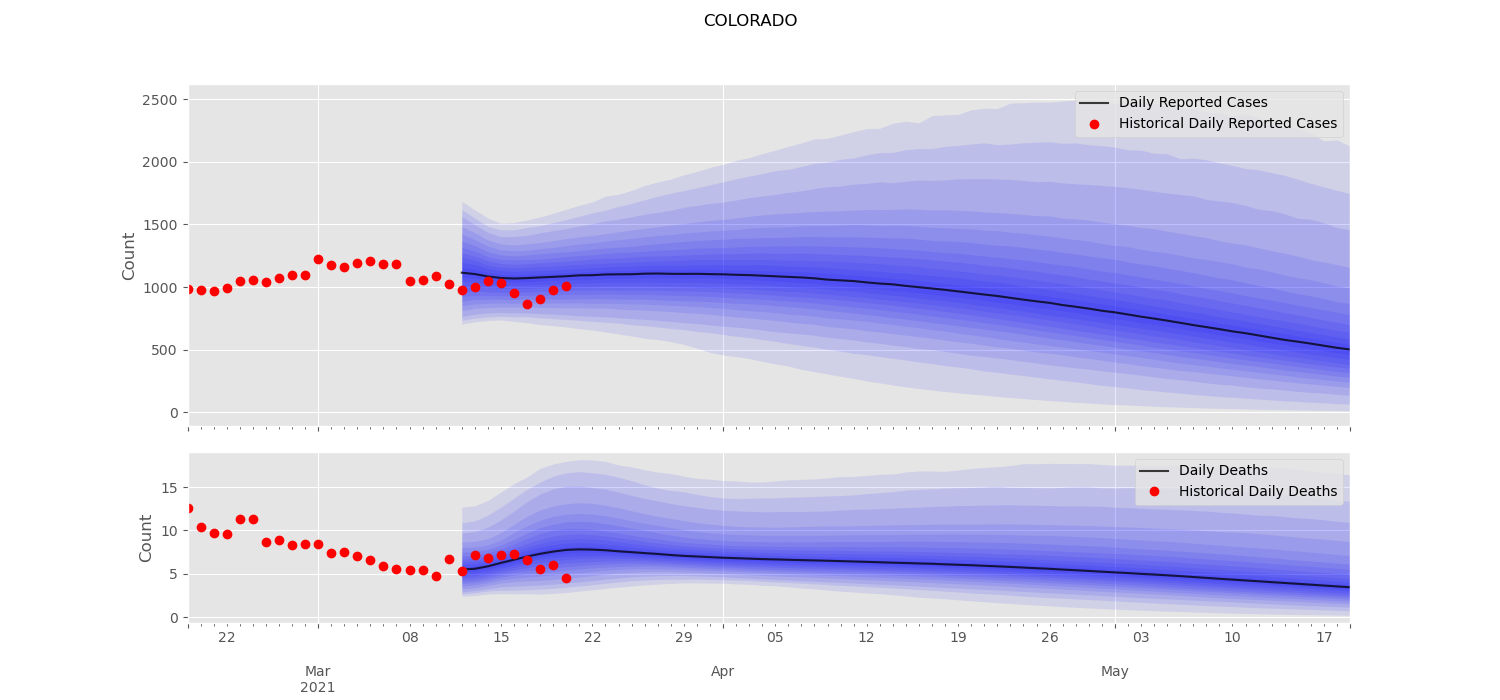 COLORADO
2500
2000
1500
1000
500
0
Count
Daily Reported Cases
Historical Daily Reported Cases
15
10
5
0
Count
Daily Deaths
Historical Daily Deaths
22 08 15 22 29 05 12 19 26 03 10 17
Mar Apr May
2021